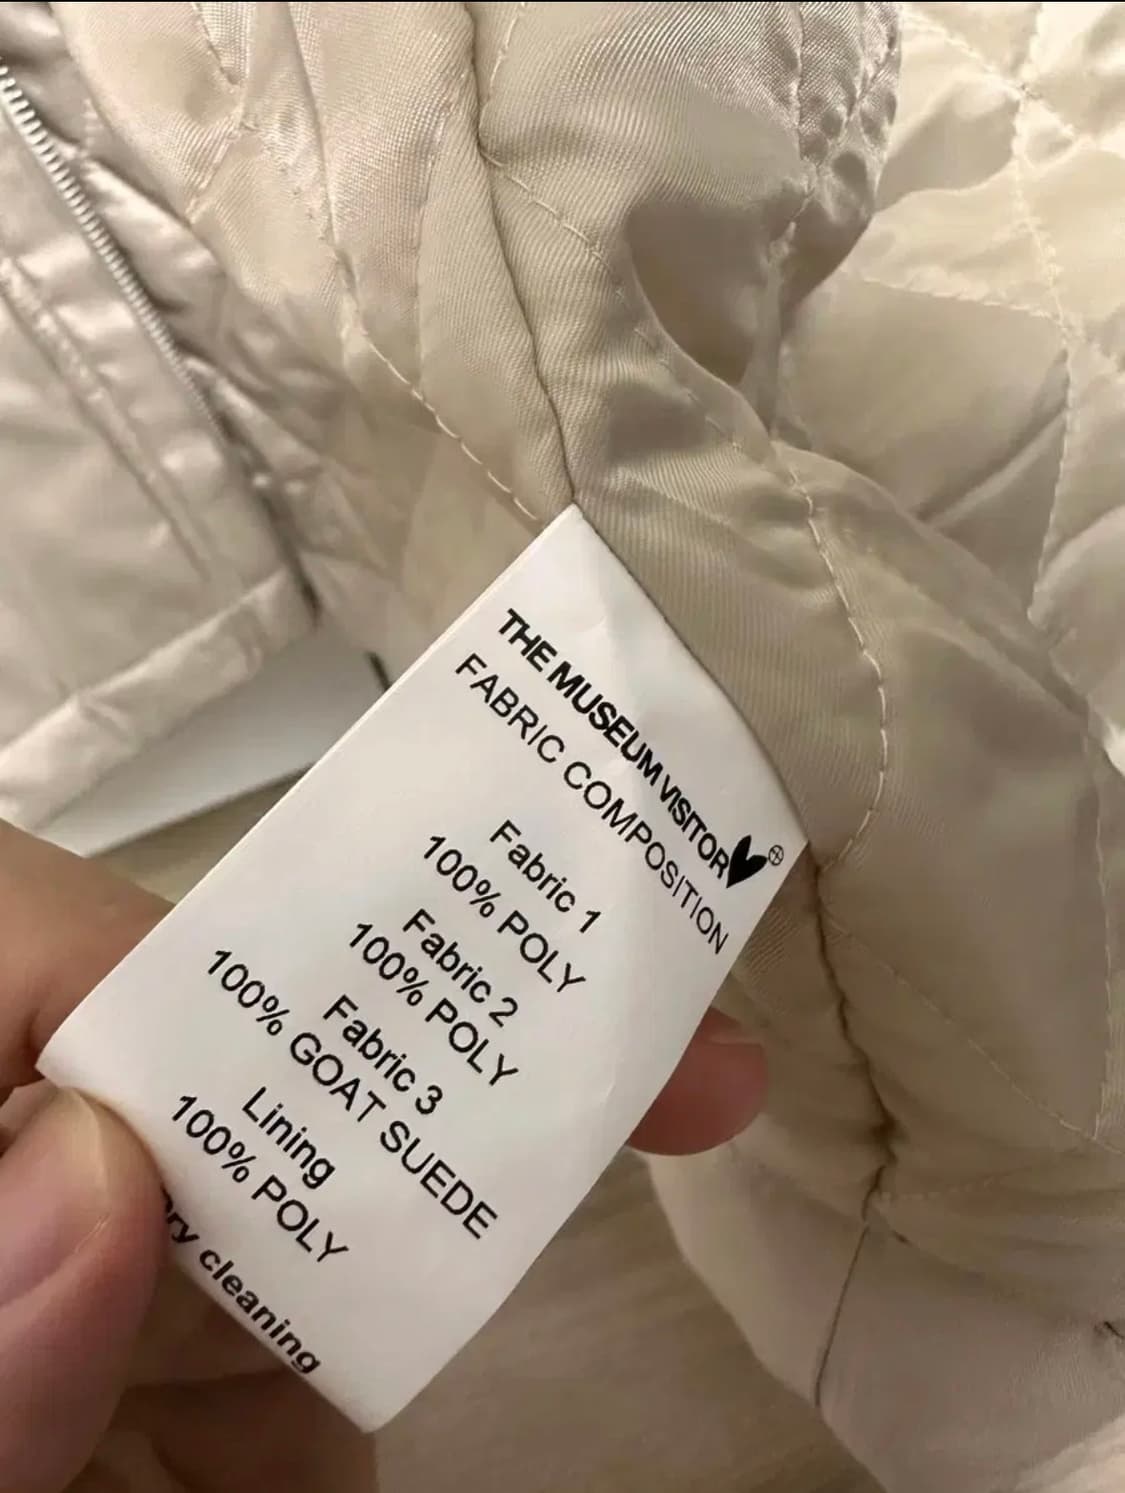 THE MUSEUM VISITOR
FABRIC COMPOSITION
Fabric 1
100% POLY
Fabric 2
100% POLY
Fabric 3
100% GOAT SUEDE
Lining
100% POLY
cleaning